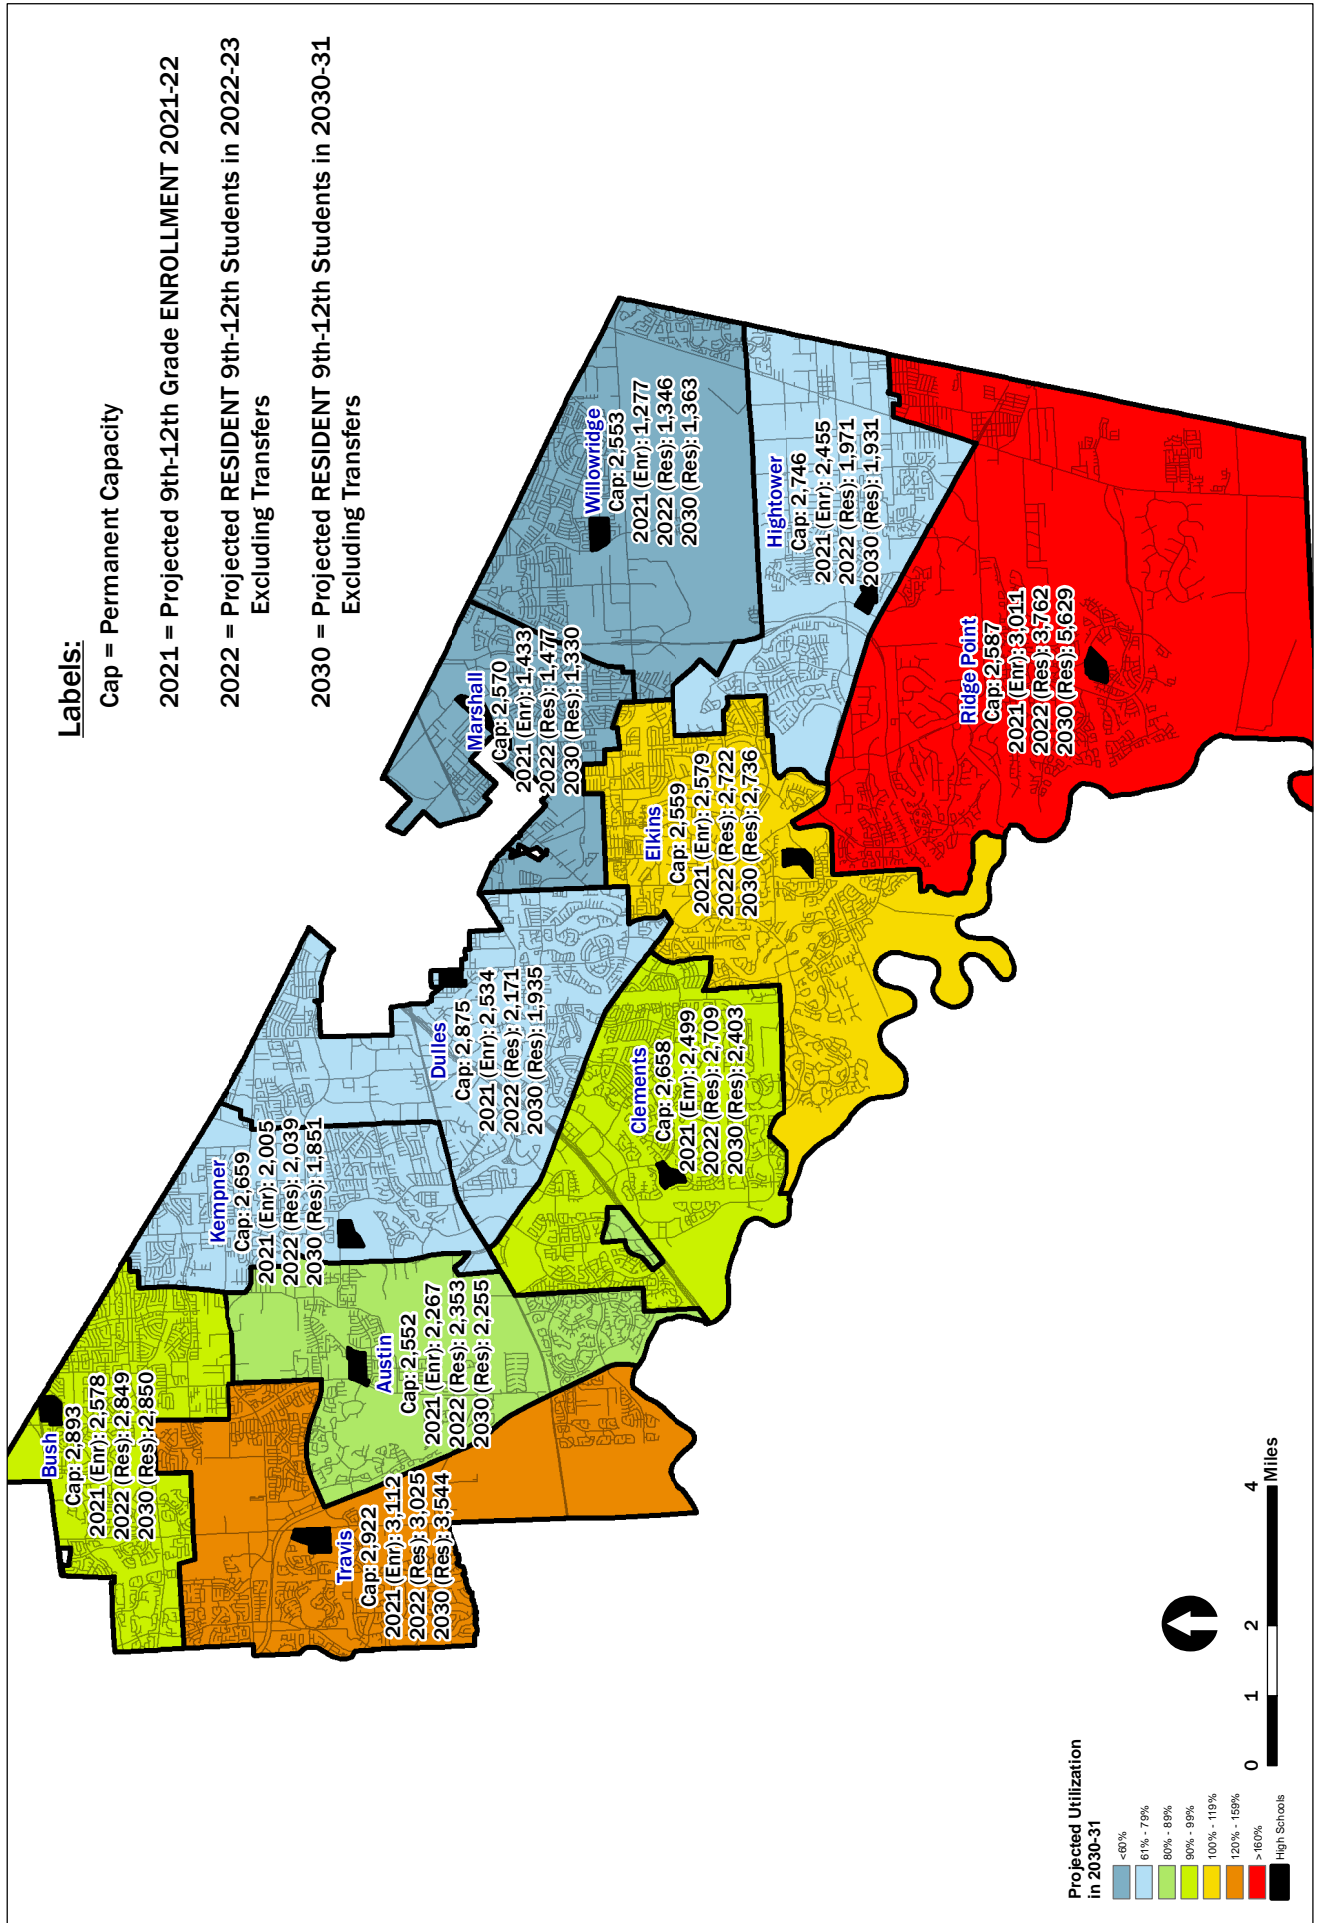 Labels:
Cap = Permanent Capacity
2021 = Projected 9th-12th Grade ENROLLMENT 2021-22
2022 = Projected RESIDENT 9th-12th Students in 2022-23
Excluding Transfers
2030 = Projected RESIDENT 9th-12th Students in 2030-31
Excluding Transfers
Bush
Cap: 2,893
2021 (Enr): 2,578
2022 (Res): 2,849
2030 (Res): 2,850
Kempner
Cap: 2,659
2021 (Enr): 2,005
2022 (Res): 2,039
2030 (Res): 1,851
Travis
Cap: 2,922
2021 (Enr): 3,112
2022 (Res): 3,025
2030 (Res): 3,544
Austin
Cap: 2,552
2021 (Enr): 2,267
2022 (Res): 2,353
2030 (Res): 2,255
Dulles
Cap: 2,875
2021 (Enr): 2,534
2022 (Res): 2,171
2030 (Res): 1,935
Marshall
Cap: 2,570
2021 (Enr): 1,433
2022 (Res): 1,477
2030 (Res): 1,330
Willowridge
Cap: 2,553
2021 (Enr): 1,277
2022 (Res): 1,346
2030 (Res): 1,363
Clements
Cap: 2,658
2021 (Enr): 2,499
2022 (Res): 2,709
2030 (Res): 2,403
Elkins
Cap: 2,559
2021 (Enr): 2,579
2022 (Res): 2,722
2030 (Res): 2,736
Hightower
Cap: 2,746
2021 (Enr): 2,455
2022 (Res): 1,971
2030 (Res): 1,931
Ridge Point
Cap: 2,587
2021 (Enr): 3,011
2022 (Res): 3,762
2030 (Res): 5,629
Projected Utilization
in 2030-31
<60%
61% - 79%
80% - 89%
90% - 99%
100% - 119%
120% - 159%
>160%
High Schools
0 1 2 4
Miles